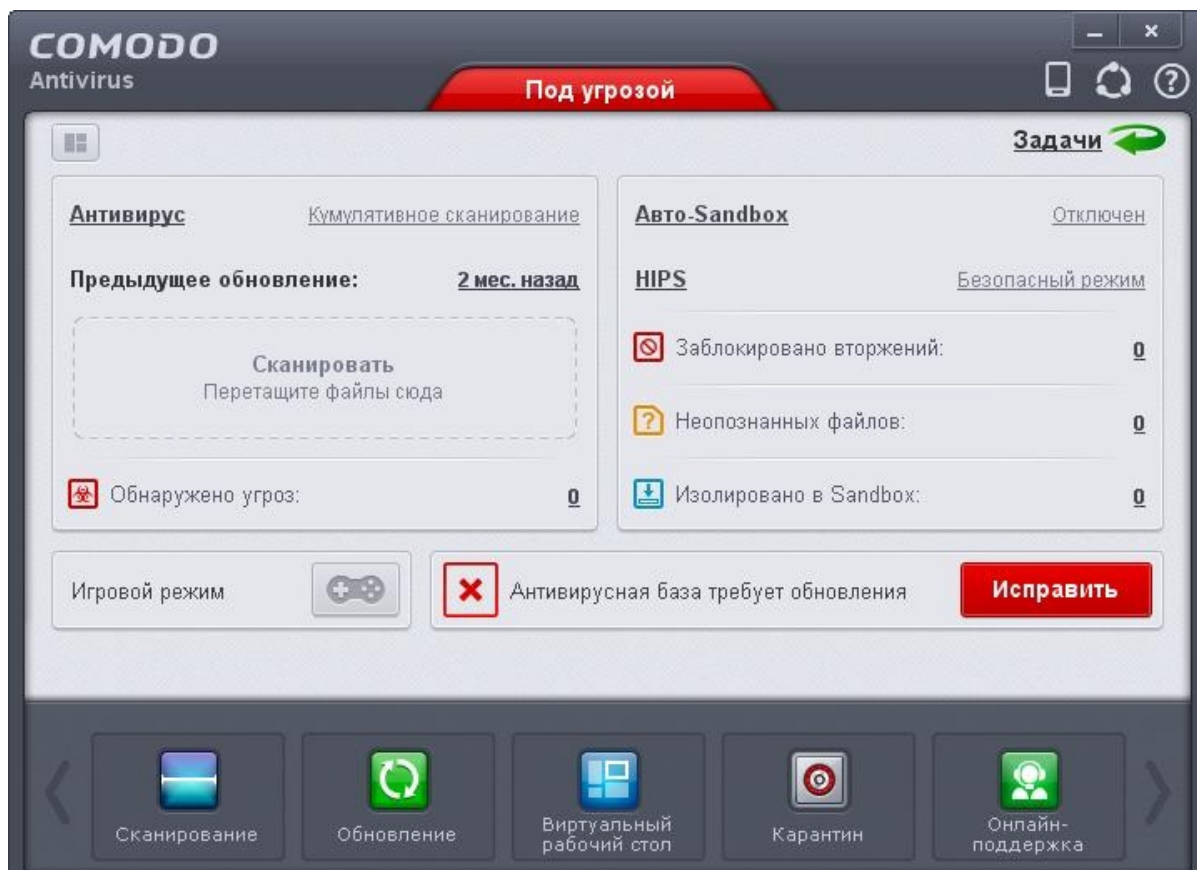 COMODO
Antivirus
Под угрозой
Задачи
Антивирус
Кумулятивное сканирование
Предыдущее обновление:
2 мес. назад
Сканировать
Перетащите файлы сюда
Обнаружено угроз:
0
Авто-Sandbox
Отключен
HIPS
Безопасный режим
Заблокировано вторжений:
0
Неопознанных файлов:
0
Изолировано в Sandbox:
0
Игровой режим
Антивирусная база требует обновления
Исправить
Сканирование
Обновление
Виртуальный
рабочий стол
Карантин
Онлайн-
поддержка